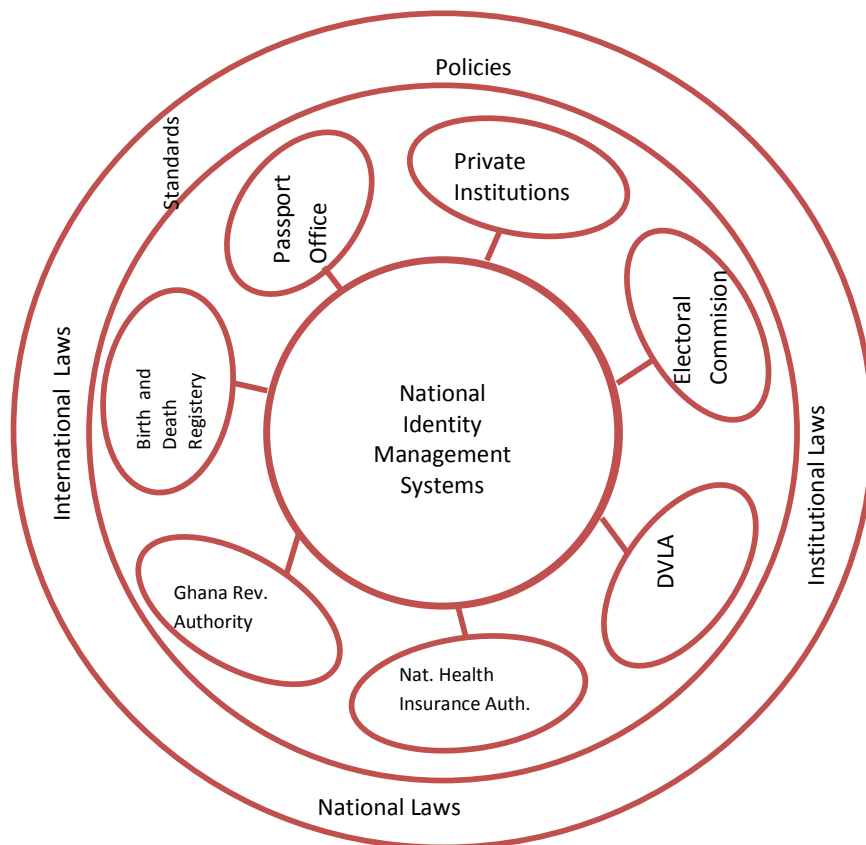 Policies
Standards
Private
Institutions
Passport
Office
Electoral
Commision
International Laws
Birth and
Death
Registery
National
Identity
Management
Systems
Institutional Laws
DVLA
Ghana Rev.
Authority
Nat. Health
Insurance Auth.
National Laws